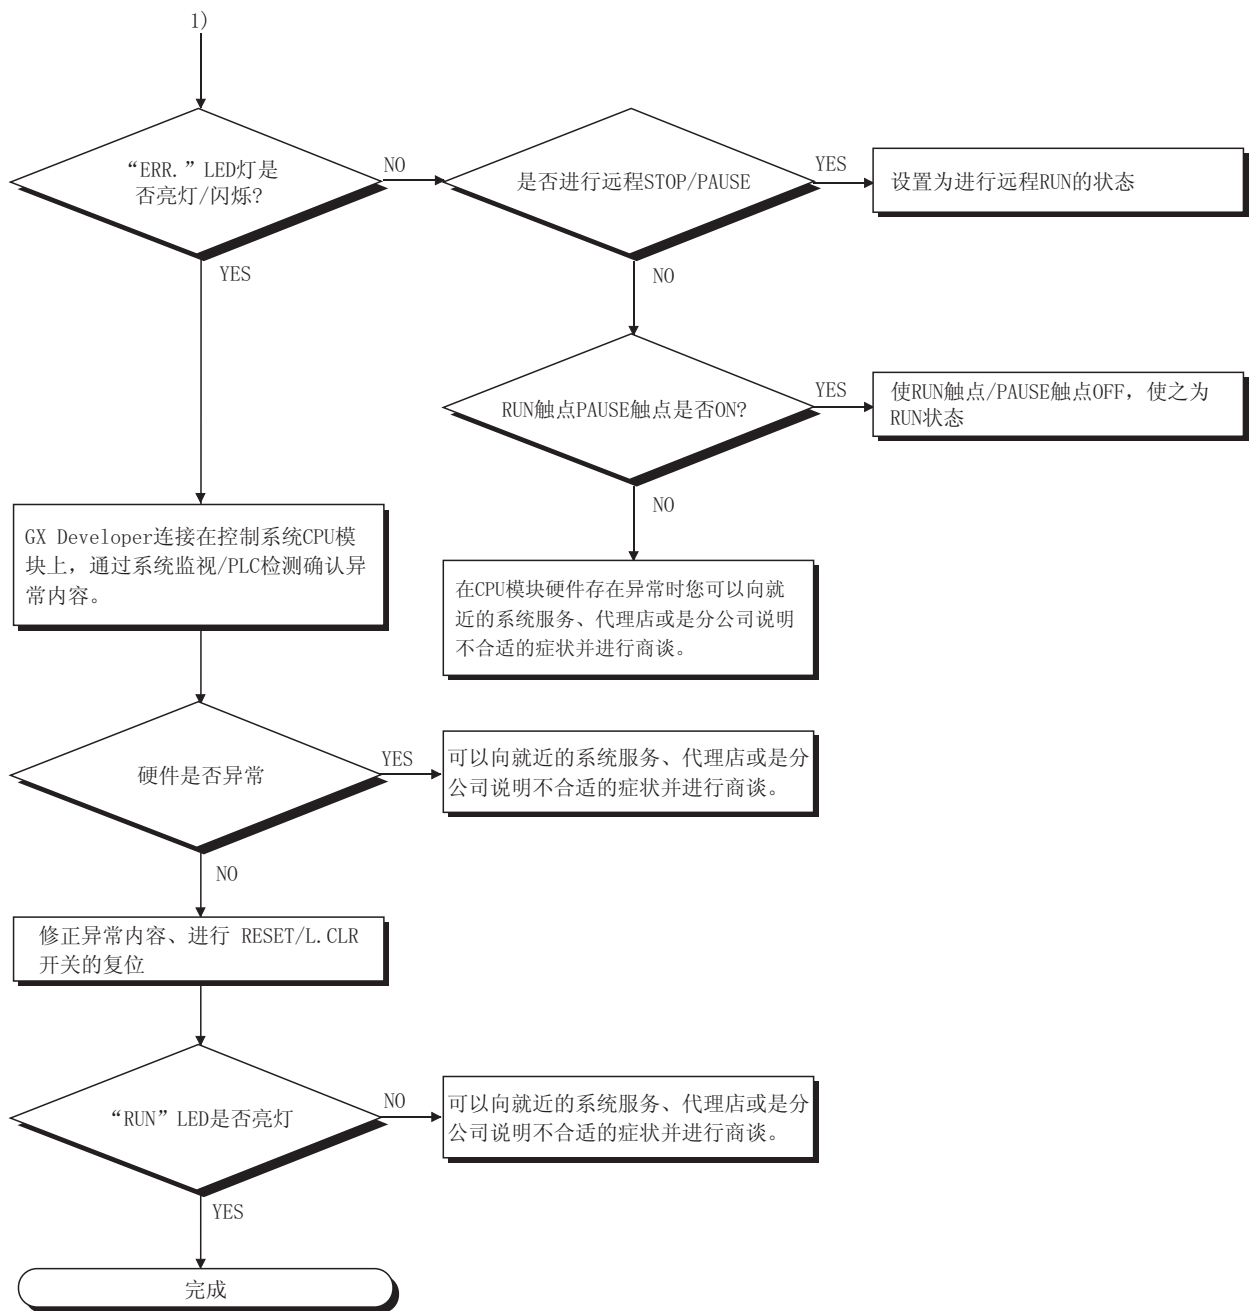 1)
“ERR.”LED灯是
否亮灯/闪烁?
NO
是否进行远程STOP/PAUSE
YES
设置为进行远程RUN的状态
YES
NO
RUN触点PAUSE触点是否ON?
YES
使RUN触点/PAUSE触点OFF，使之为
RUN状态
NO
GX Developer连接在控制系统CPU模
块上，通过系统监视/PLC检测确认异
常内容。
在CPU模块硬件存在异常时您可以向就
近的系统服务、代理店或是分公司说明
不合适的症状并进行商谈。
硬件是否异常
YES
可以向就近的系统服务、代理店或是分
公司说明不合适的症状并进行商谈。
NO
修正异常内容、进行 RESET/L.CLR
开关的复位
“RUN”LED是否亮灯
NO
可以向就近的系统服务、代理店或是分
公司说明不合适的症状并进行商谈。
YES
完成